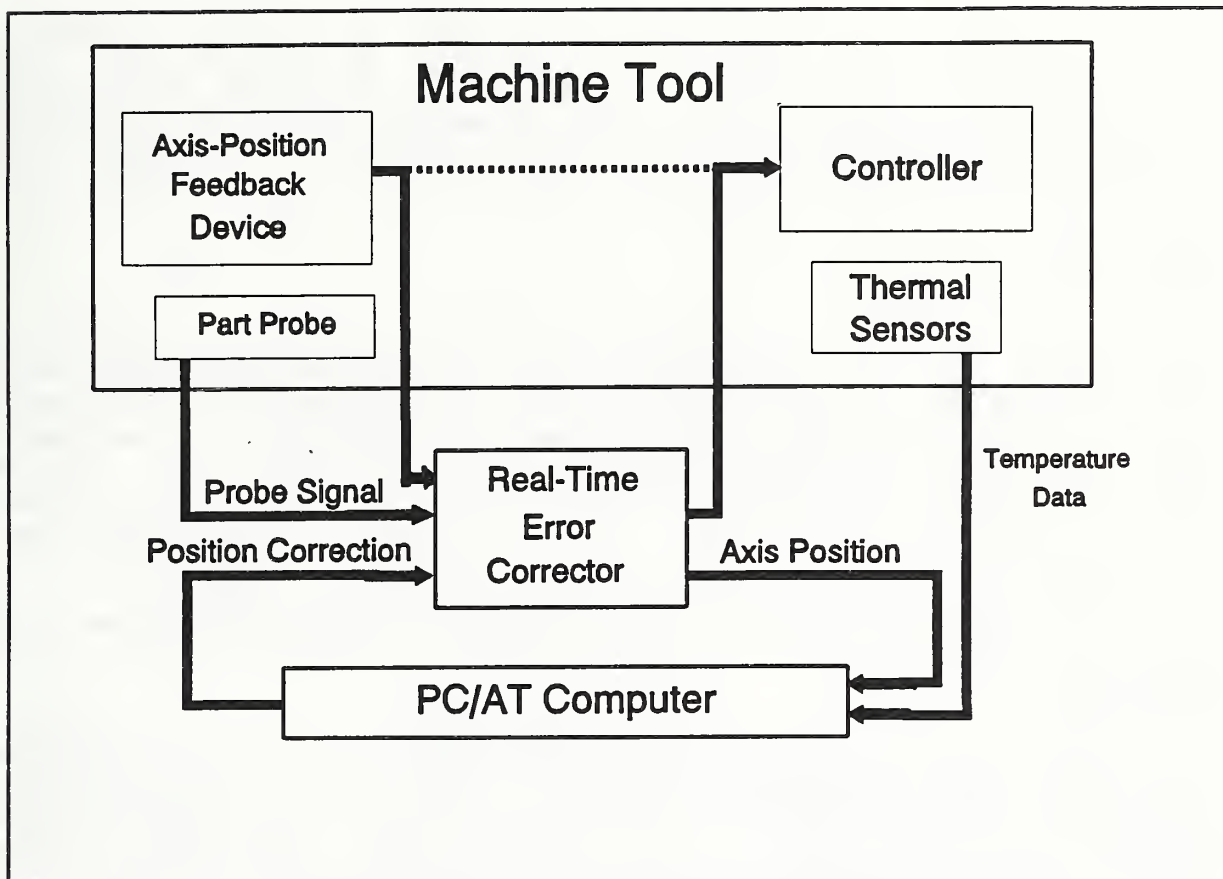 Machine Tool
Axis-Position
Feedback
Device
Controller
Part Probe
Thermal
Sensors
Probe Signal
Position Correction
Real-Time
Error
Corrector
Axis Position
Temperature
Data
PC/AT Computer